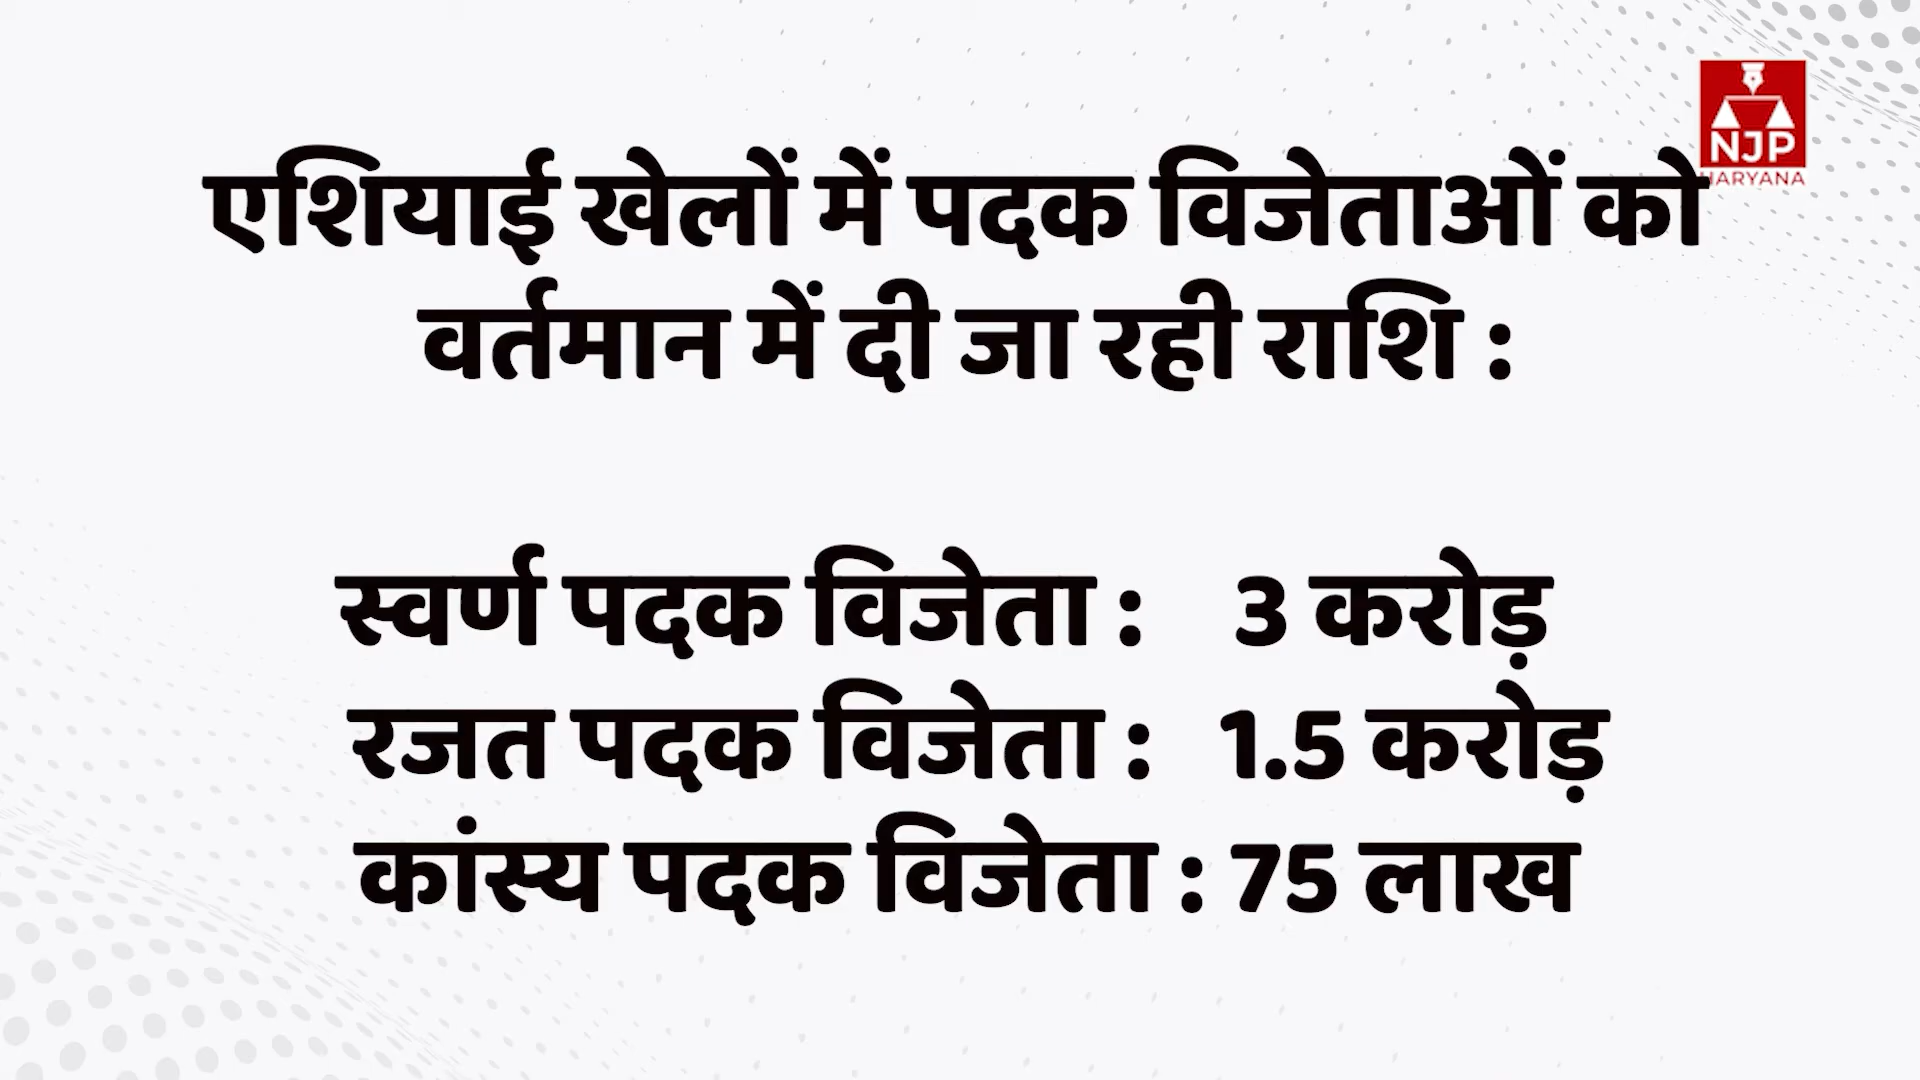 NJP
HARYANA
एशियाई खेलों में पदक विजेताओं को
वर्तमान में दी जा रही राशि :
स्वर्ण पदक विजेता : 3 करोड़
रजत पदक विजेता : 1.5 करोड़
कांस्य पदक विजेता : 75 लाख